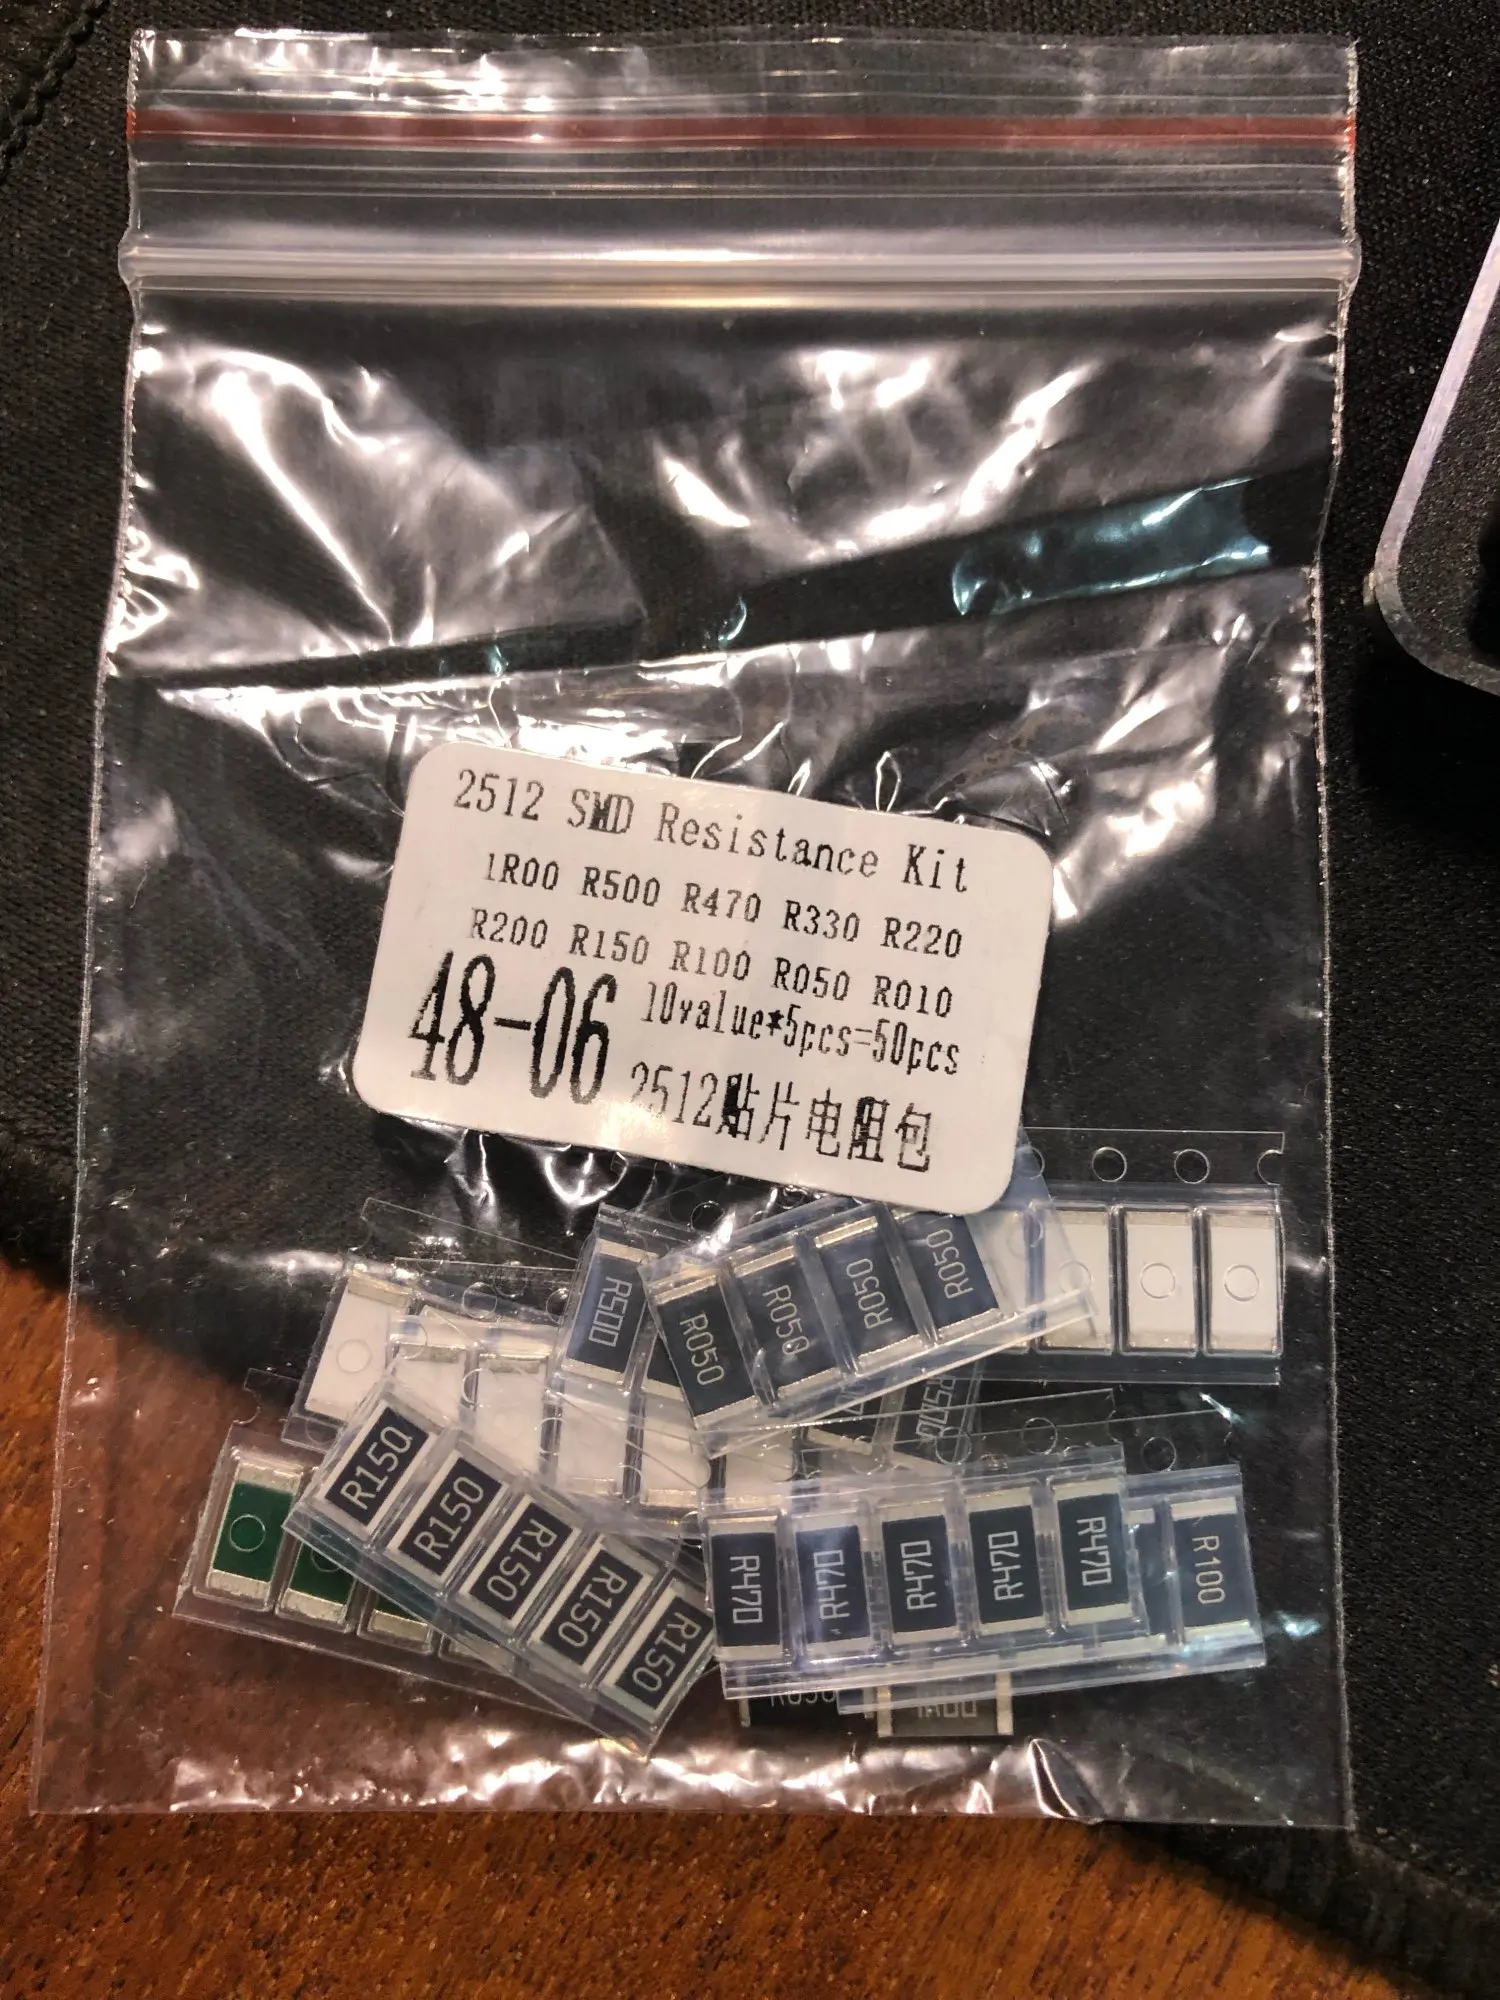 2512 SMD Resistance Kit
1R00 R500 R470 R330 R220
R200 R150 R100 R050 R010
48-06 10value*5pcs=50pcs
2512贴片电阻包
R500
R050
R050
R050
R050
R500
R150
R150
R150
R150
R150
R470
R470
R470
R470
R470
R100
1R00